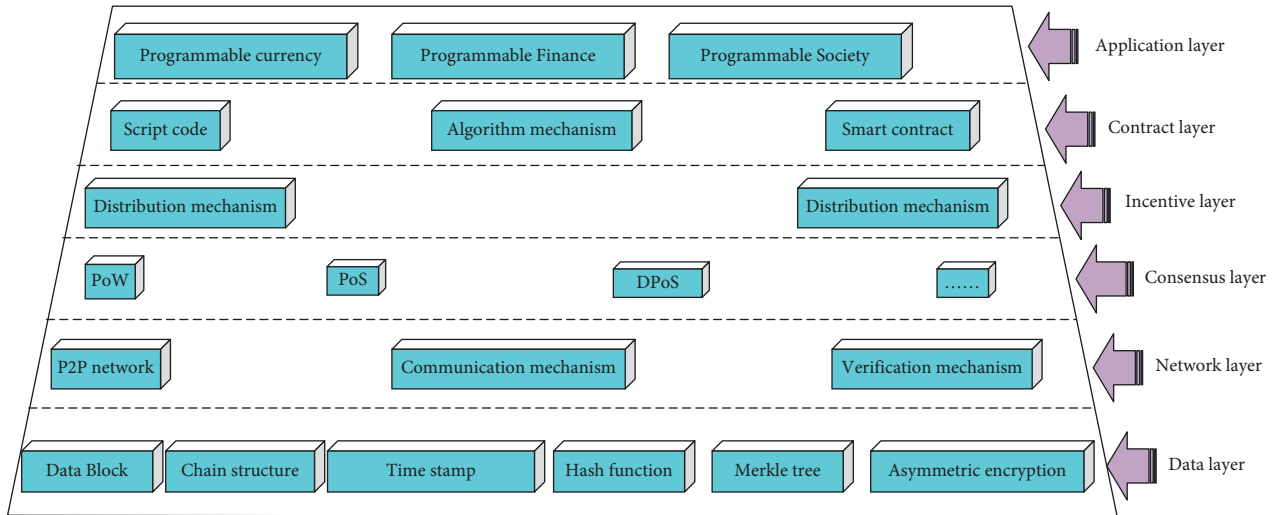 Programmable currency
Programmable Finance
Programmable Society
Application layer
Script code
Algorithm mechanism
Smart contract
Contract layer
Distribution mechanism
Distribution mechanism
Incentive layer
PoW
PoS
DPoS
......
Consensus layer
P2P network
Communication mechanism
Verification mechanism
Network layer
Data Block
Chain structure
Time stamp
Hash function
Merkle tree
Asymmetric encryption
Data layer